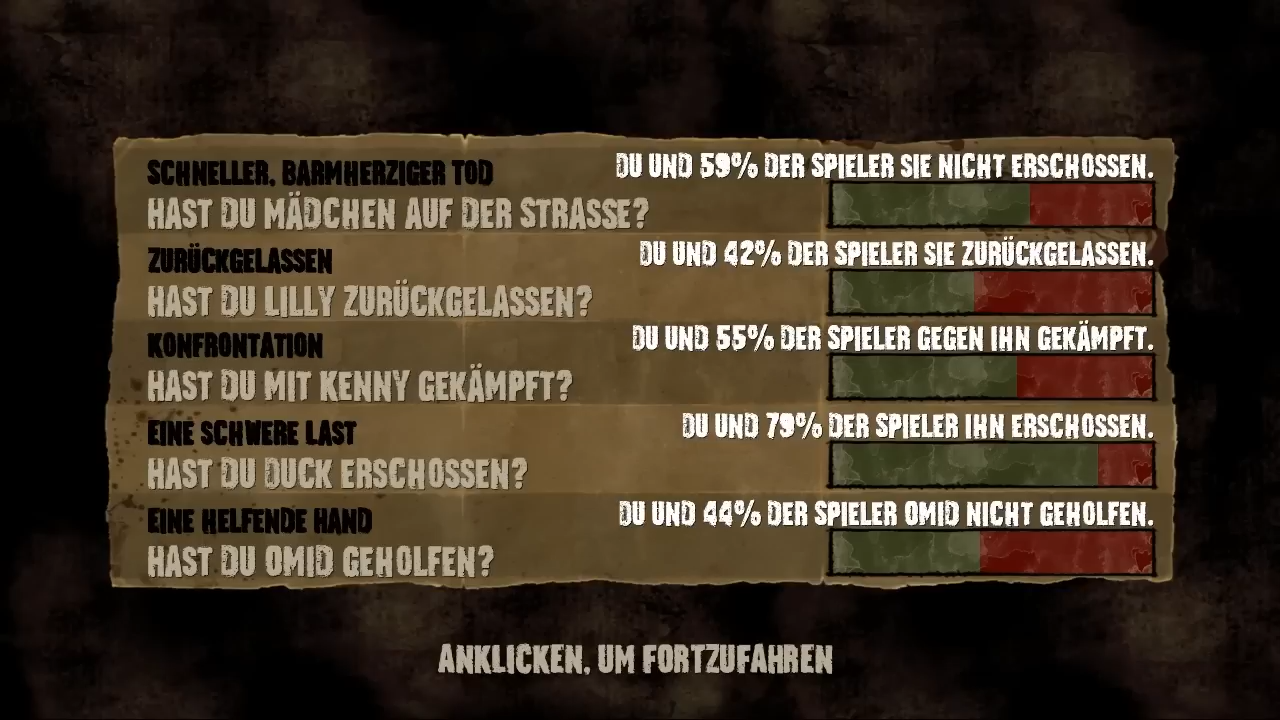 SCHNELLER, BARMHERZIGER TOD
DU UND 59% DER SPIELER SIE NICHT ERSCHOSSEN.
HAST DU MÄDCHEN AUF DER STRASSE?
ZURÜCKGELASSEN
DU UND 42% DER SPIELER SIE ZURÜCKGELASSEN.
HAST DU LILLY ZURÜCKGELASSEN?
KONFRONTATION
DU UND 55% DER SPIELER GEGEN IHN GEKÄMPFT.
HAST DU MIT KENNY GEKÄMPFT?
EINE SCHWERE LAST
DU UND 79% DER SPIELER IHN ERSCHOSSEN.
HAST DU DUCK ERSCHOSSEN?
EINE HELFENDE HAND
DU UND 44% DER SPIELER OMID NICHT GEHOLFEN.
HAST DU OMID GEHOLFEN?
ANKLICKEN, UM FORTZUFAHREN